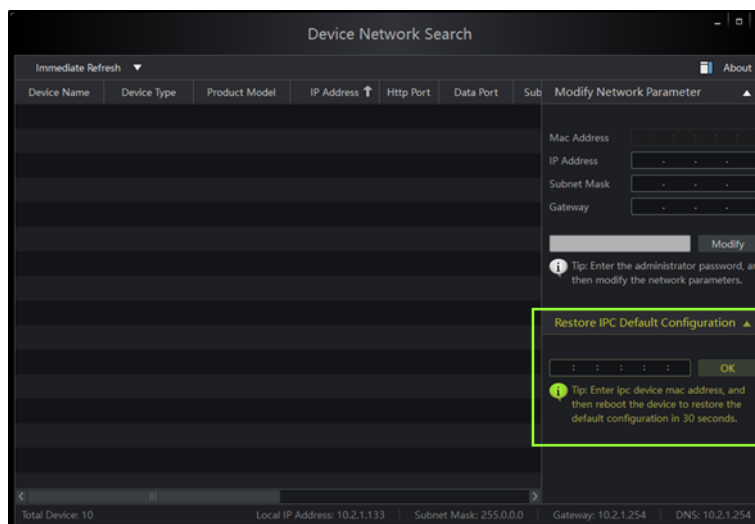 Device Network Search
Immediate Refresh
About
Device Name Device Type Product Model IP Address Http Port Data Port Sub
Modify Network Parameter
Mac Address
IP Address
Subnet Mask
Gateway
Modify
Tip: Enter the administrator password, an
then modify the network parameters.
Restore IPC Default Configuration
OK
Tip: Enter ipc device mac address, and
then reboot the device to restore the
default configuration in 30 seconds.
Total Device: 10 Local IP Address: 10.2.1.133 Subnet Mask: 255.0.0.0 Gateway: 10.2.1.254 DNS: 10.2.1.254